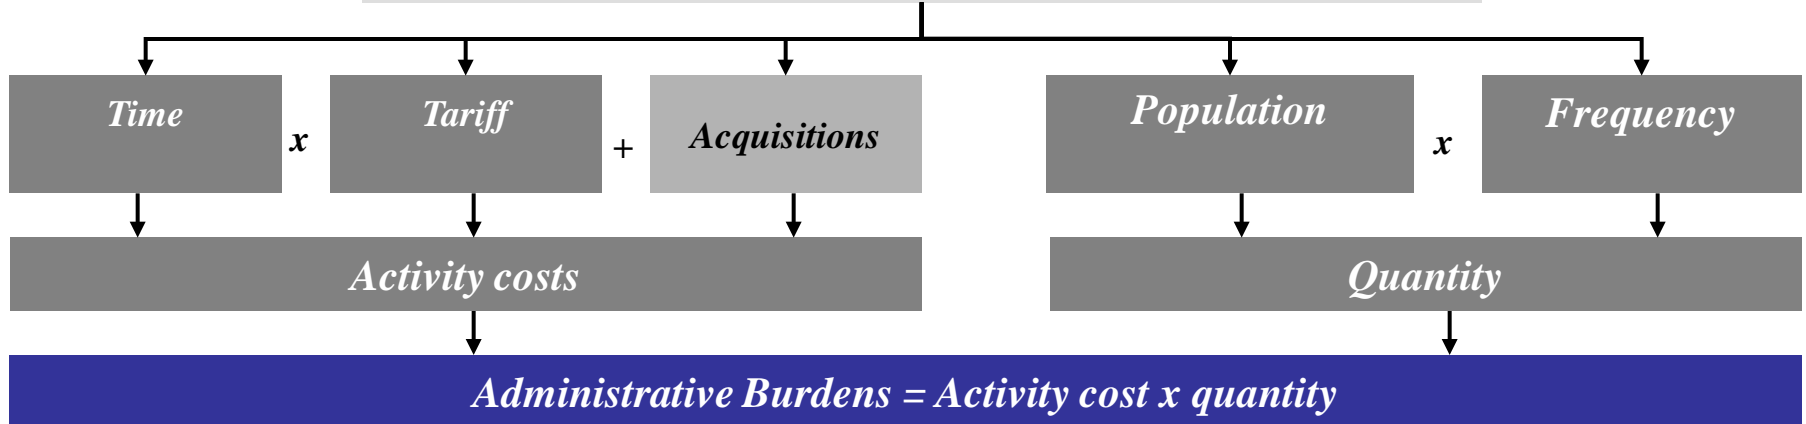 Time
x
Tariff
+
Acquisitions
Population
x
Frequency
Activity costs
Quantity
Administrative Burdens = Activity cost x quantity